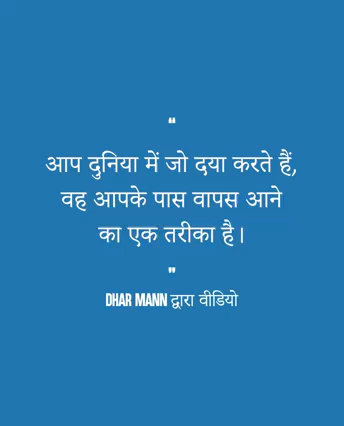 "
आप दुनिया में जो दया करते हैं,
वह आपके पास वापस आने
का एक तरीका है।
"
DHAR MANN द्वारा वीडियो